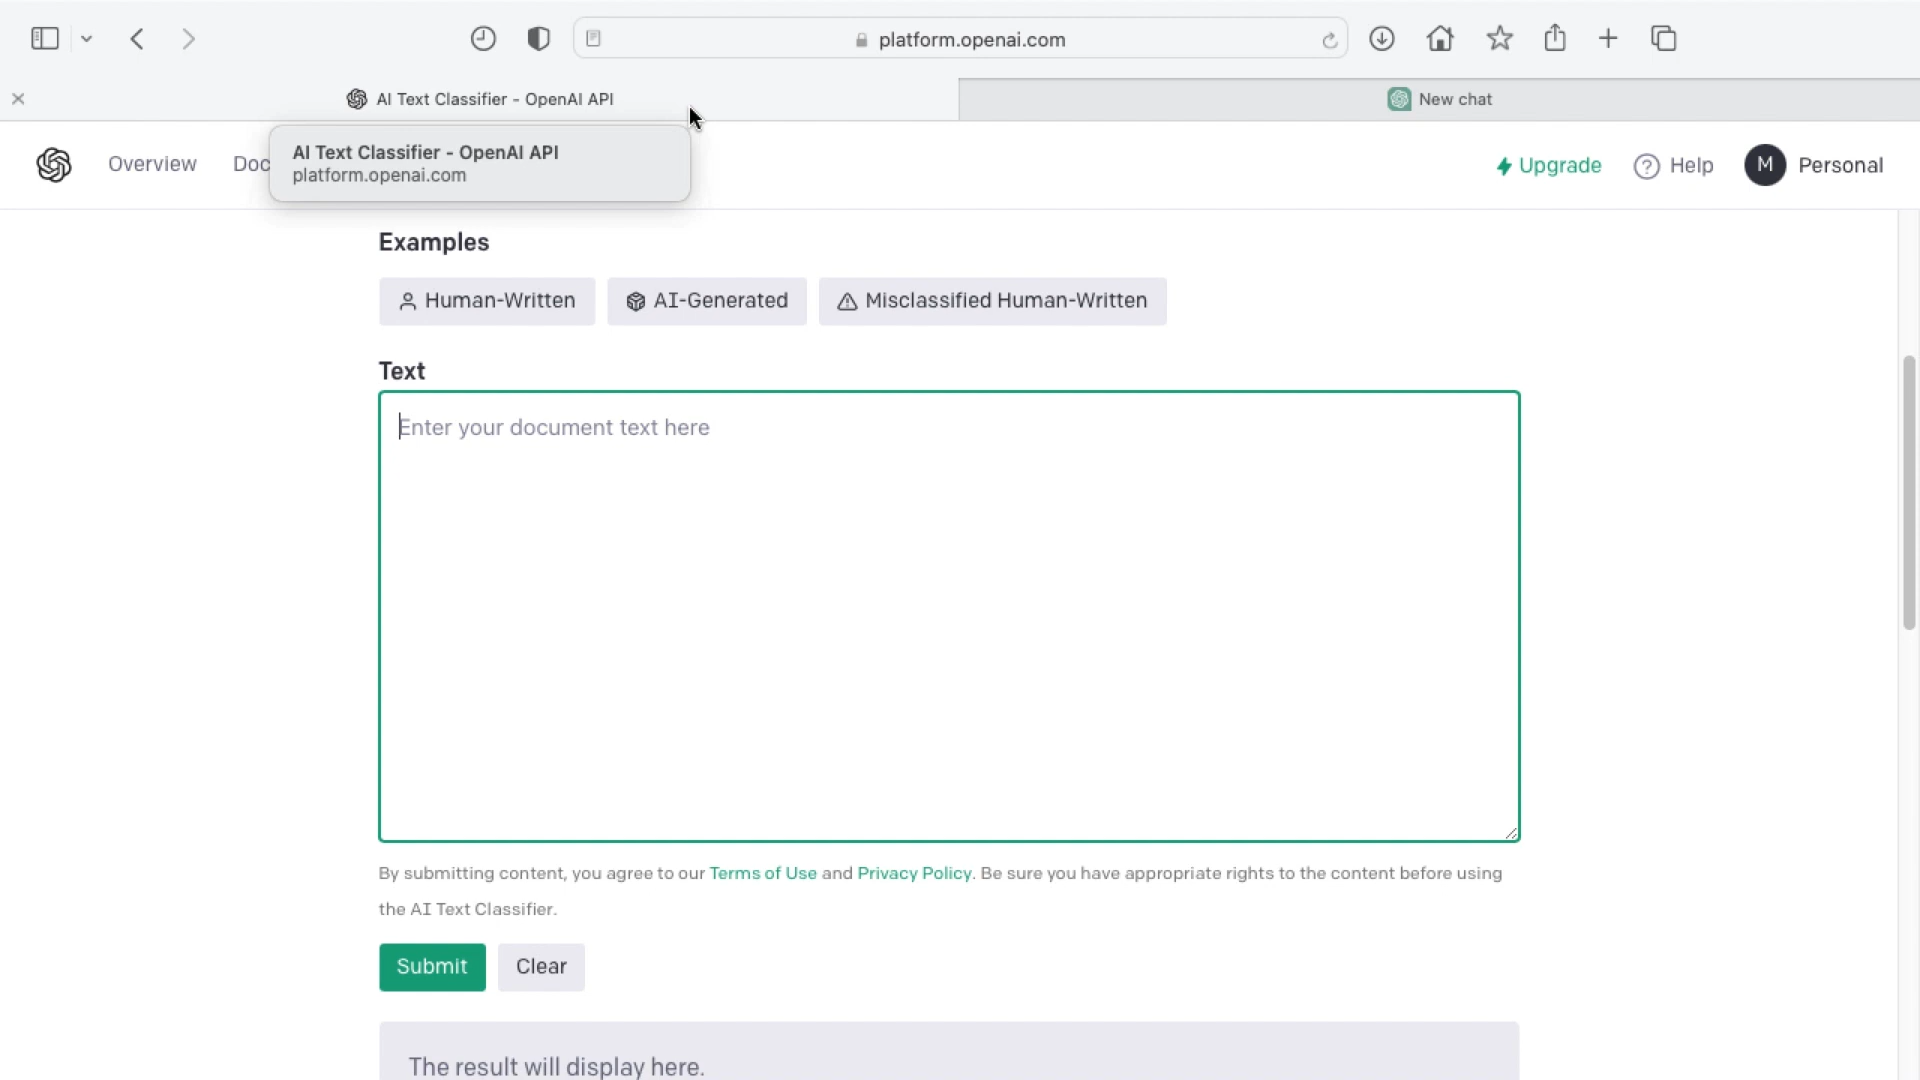 platform.openai.com
AI Text Classifier - OpenAI API
New chat
Overview
Doc
AI Text Classifier - OpenAI API
platform.openai.com
Upgrade
Help
M
Personal
Examples
Human-Written
AI-Generated
Misclassified Human-Written
Text
Enter your document text here
By submitting content, you agree to our Terms of Use and Privacy Policy. Be sure you have appropriate rights to the content before using
the AI Text Classifier.
Submit
Clear
The result will display here.